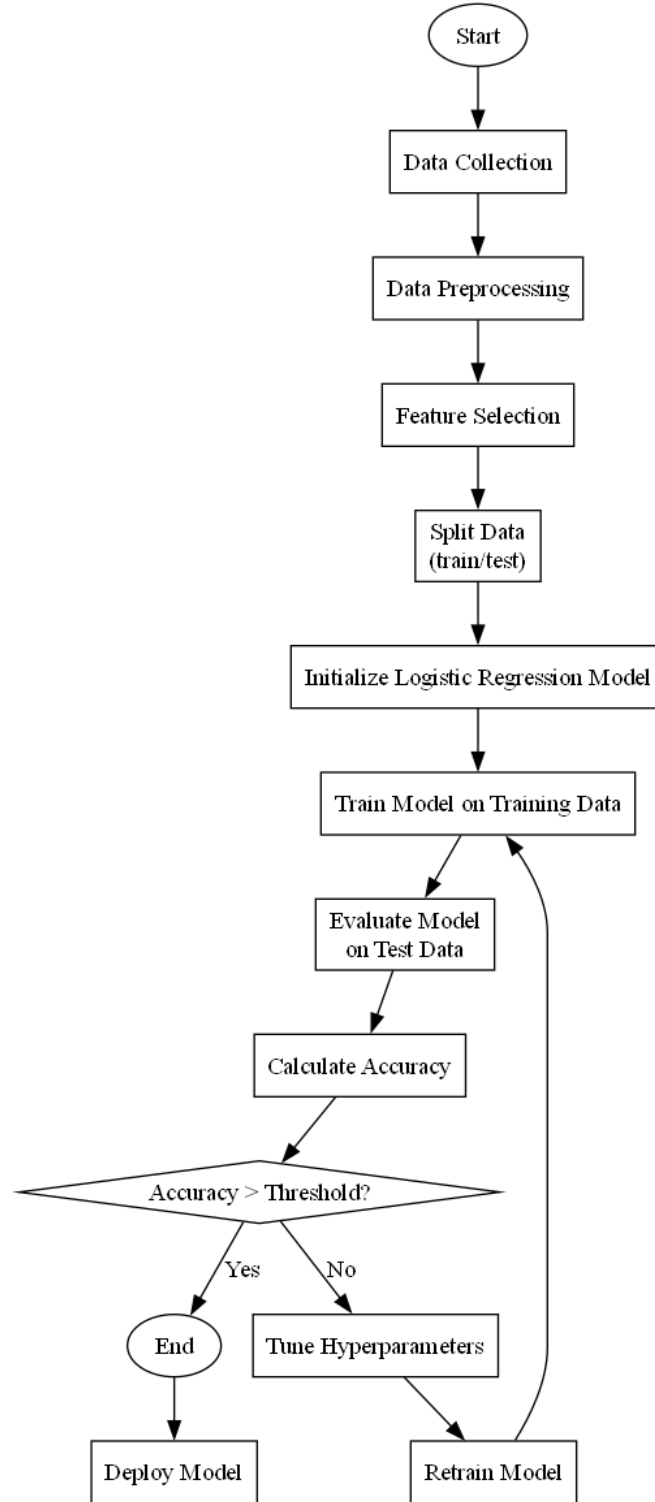 Start
Data Collection
Data Preprocessing
Feature Selection
Split Data
(train/test)
Initialize Logistic Regression Model
Train Model on Training Data
Evaluate Model
on Test Data
Calculate Accuracy
Accuracy > Threshold?
Yes
No
End
Tune Hyperparameters
Deploy Model
Retrain Model